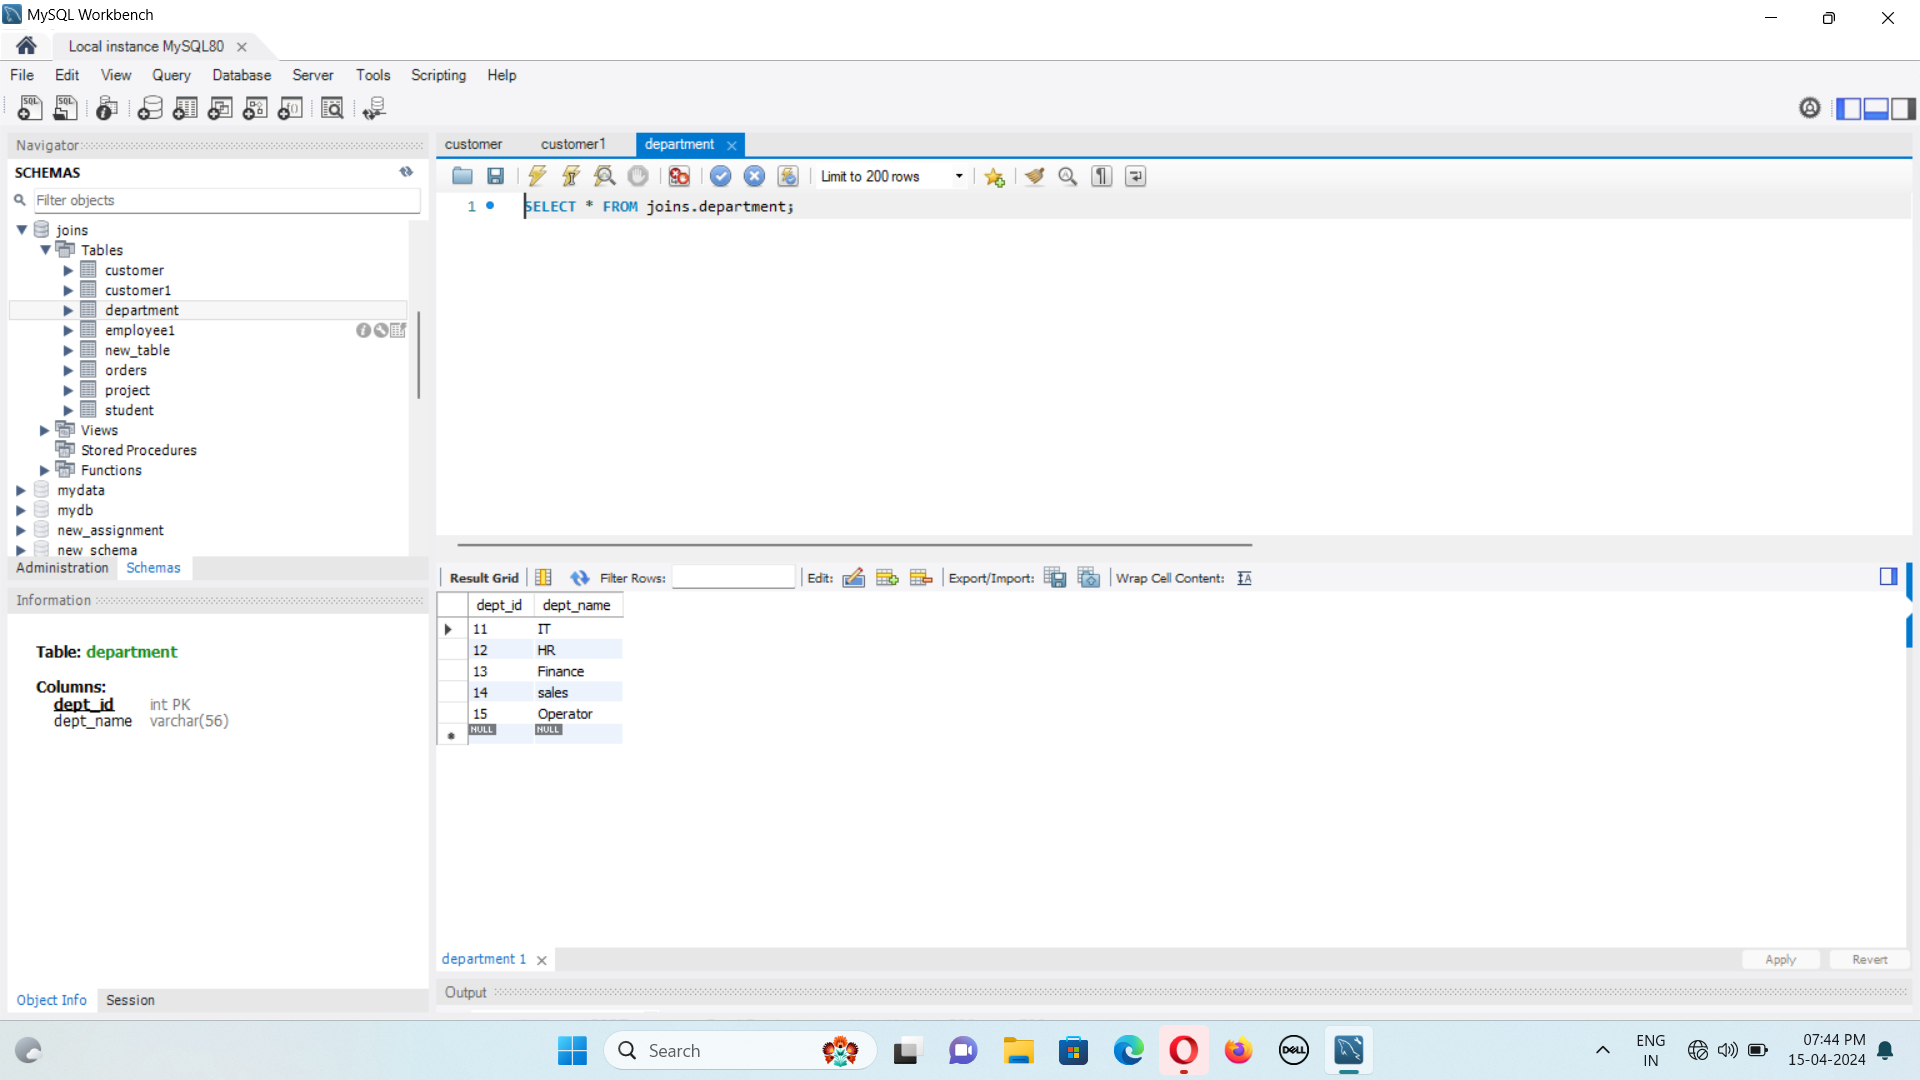 MySQL Workbench
Local instance MySQL80
File Edit View Query Database Server Tools Scripting Help
Navigator
SCHEMAS
Filter objects
joins
Tables
customer
customer1
department
employee1
new_table
orders
project
student
Views
Stored Procedures
Functions
mydata
mydb
new_assignment
new_schema
Administration Schemas
Information
Table: department
Columns:
dept_id int PK
dept_name varchar(56)
Object Info Session
customer customer1 department
Limit to 200 rows
1 SELECT * FROM joins.department;
Result Grid Filter Rows: Edit: Export/Import: Wrap Cell Content:
dept_id dept_name
11 IT
12 HR
13 Finance
14 sales
15 Operator
NULL NULL
department 1 Apply Revert
Output
Search
DELL
ENG
IN
07:44 PM
15-04-2024